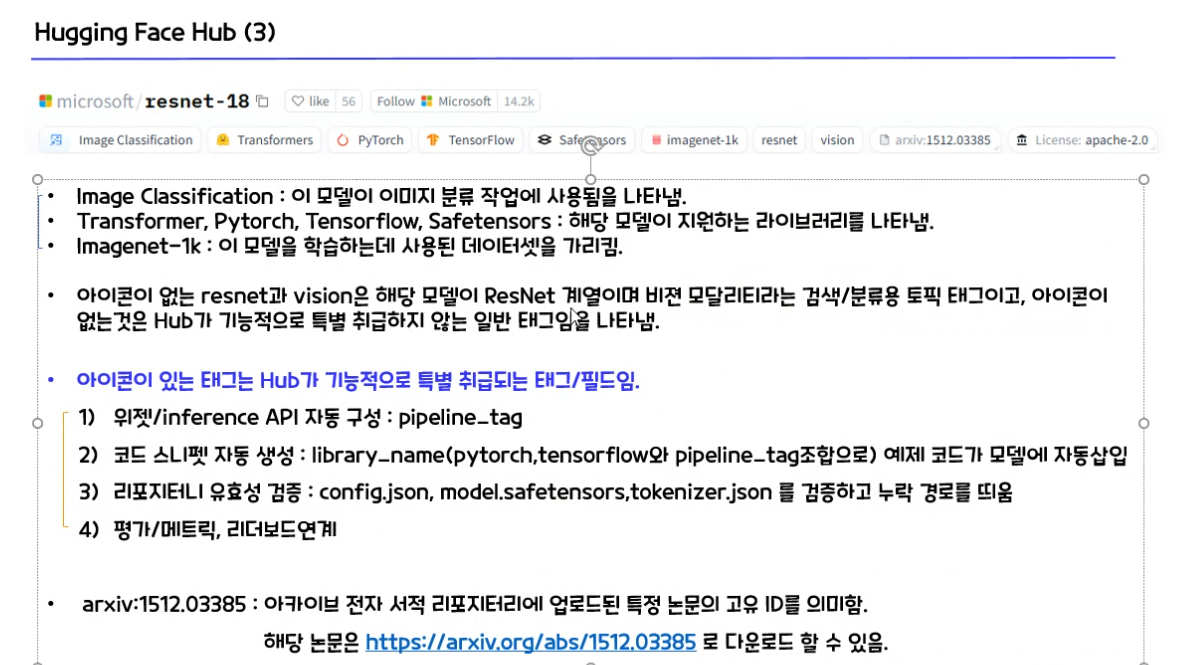 Hugging Face Hub (3)
microsoft/resnet-18 like 56 Follow Microsoft 14.2k
Image Classification Transformers PyTorch TensorFlow Safetensors imagenet-1k resnet vision arxiv:1512.03385 License: apache-2.0
• Image Classification : 이 모델이 이미지 분류 작업에 사용됨을 나타냄.
• Transformer, Pytorch, Tensorflow, Safetensors : 해당 모델이 지원하는 라이브러리를 나타냄.
• Imagenet-1k : 이 모델을 학습하는데 사용된 데이터셋을 가리킴.
• 아이콘이 없는 resnet과 vision은 해당 모델이 ResNet 계열이며 비젼 모달리티라는 검색/분류용 토픽 태그이고, 아이콘이
없는것은 Hub가 기능적으로 특별 취급하지 않는 일반 태그임을 나타냄.
• 아이콘이 있는 태그는 Hub가 기능적으로 특별 취급되는 태그/필드임.
1) 위젯/inference API 자동 구성 : pipeline_tag
2) 코드 스니펫 자동 생성 : library_name(pytorch,tensorflow와 pipeline_tag조합으로) 예제 코드가 모델에 자동삽입
3) 리포지터니 유효성 검증 : config.json, model.safetensors,tokenizer.json 를 검증하고 누락 경로를 띄움
4) 평가/메트릭, 리더보드연계
• arxiv:1512.03385 : 아카이브 전자 서적 리포지터리에 업로드된 특정 논문의 고유 ID를 의미함.
해당 논문은 https://arxiv.org/abs/1512.03385 로 다운로드 할 수 있음.